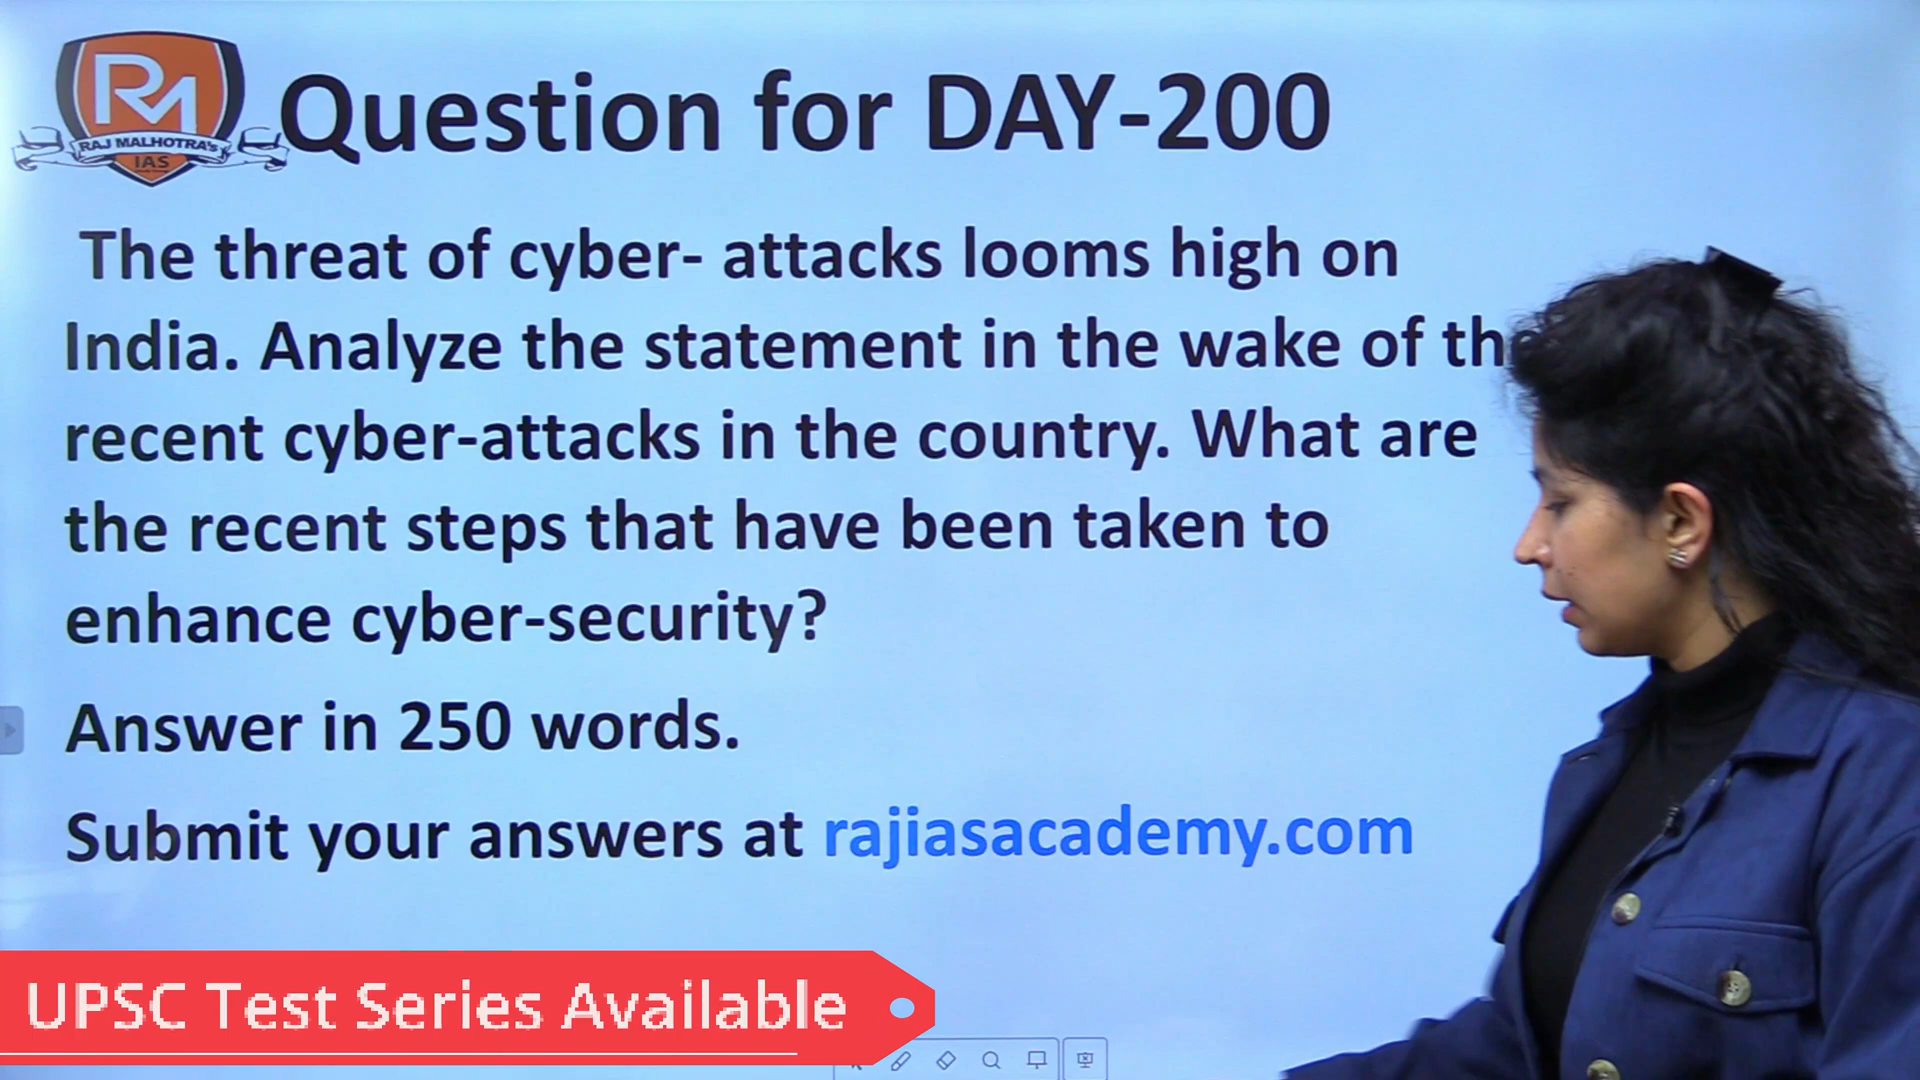 RM
RAJ MALHOTRA's
IAS
Question for DAY-200
The threat of cyber- attacks looms high on
India. Analyze the statement in the wake of
recent cyber-attacks in the country. What are
the recent steps that have been taken to
enhance cyber-security?
Answer in 250 words.
Submit your answers at rajiasacademy.com
UPSC Test Series Available